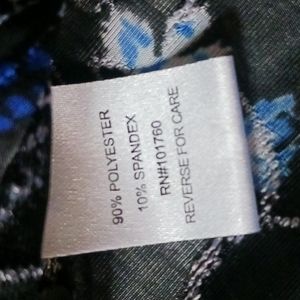 90% POLYESTER
10% SPANDEX
RN#101760
REVERSE FOR CARE